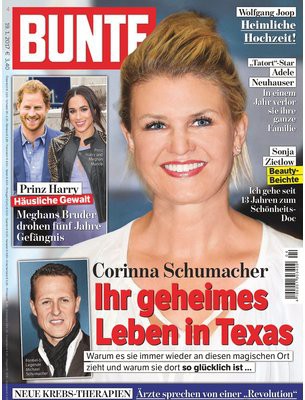 19.1.2017 € 3,40
BUNTE
Wolfgang Joop
Heimliche
Hochzeit!
„Tatort“-Star
Adele
Neuhauser
In einem
Jahr verlor
sie ihre
ganze
Familie
Sonja
Zietlow
Beauty-
Beichte
Ich gehe seit
13 Jahren zum
Schönheits-
Doc
Harry und
Meghan
Markle
Prinz Harry
Häusliche Gewalt
Meghans Bruder
drohen fünf Jahre
Gefängnis
Corinna Schumacher
Ihr geheimes
Leben in Texas
Warum es sie immer wieder an diesen magischen Ort
zieht und warum sie dort so glücklich ist ...
Formel-1-
Legende
Michael
Schumacher
NEUE KREBS-THERAPIEN Ärzte sprechen von einer „Revolution“